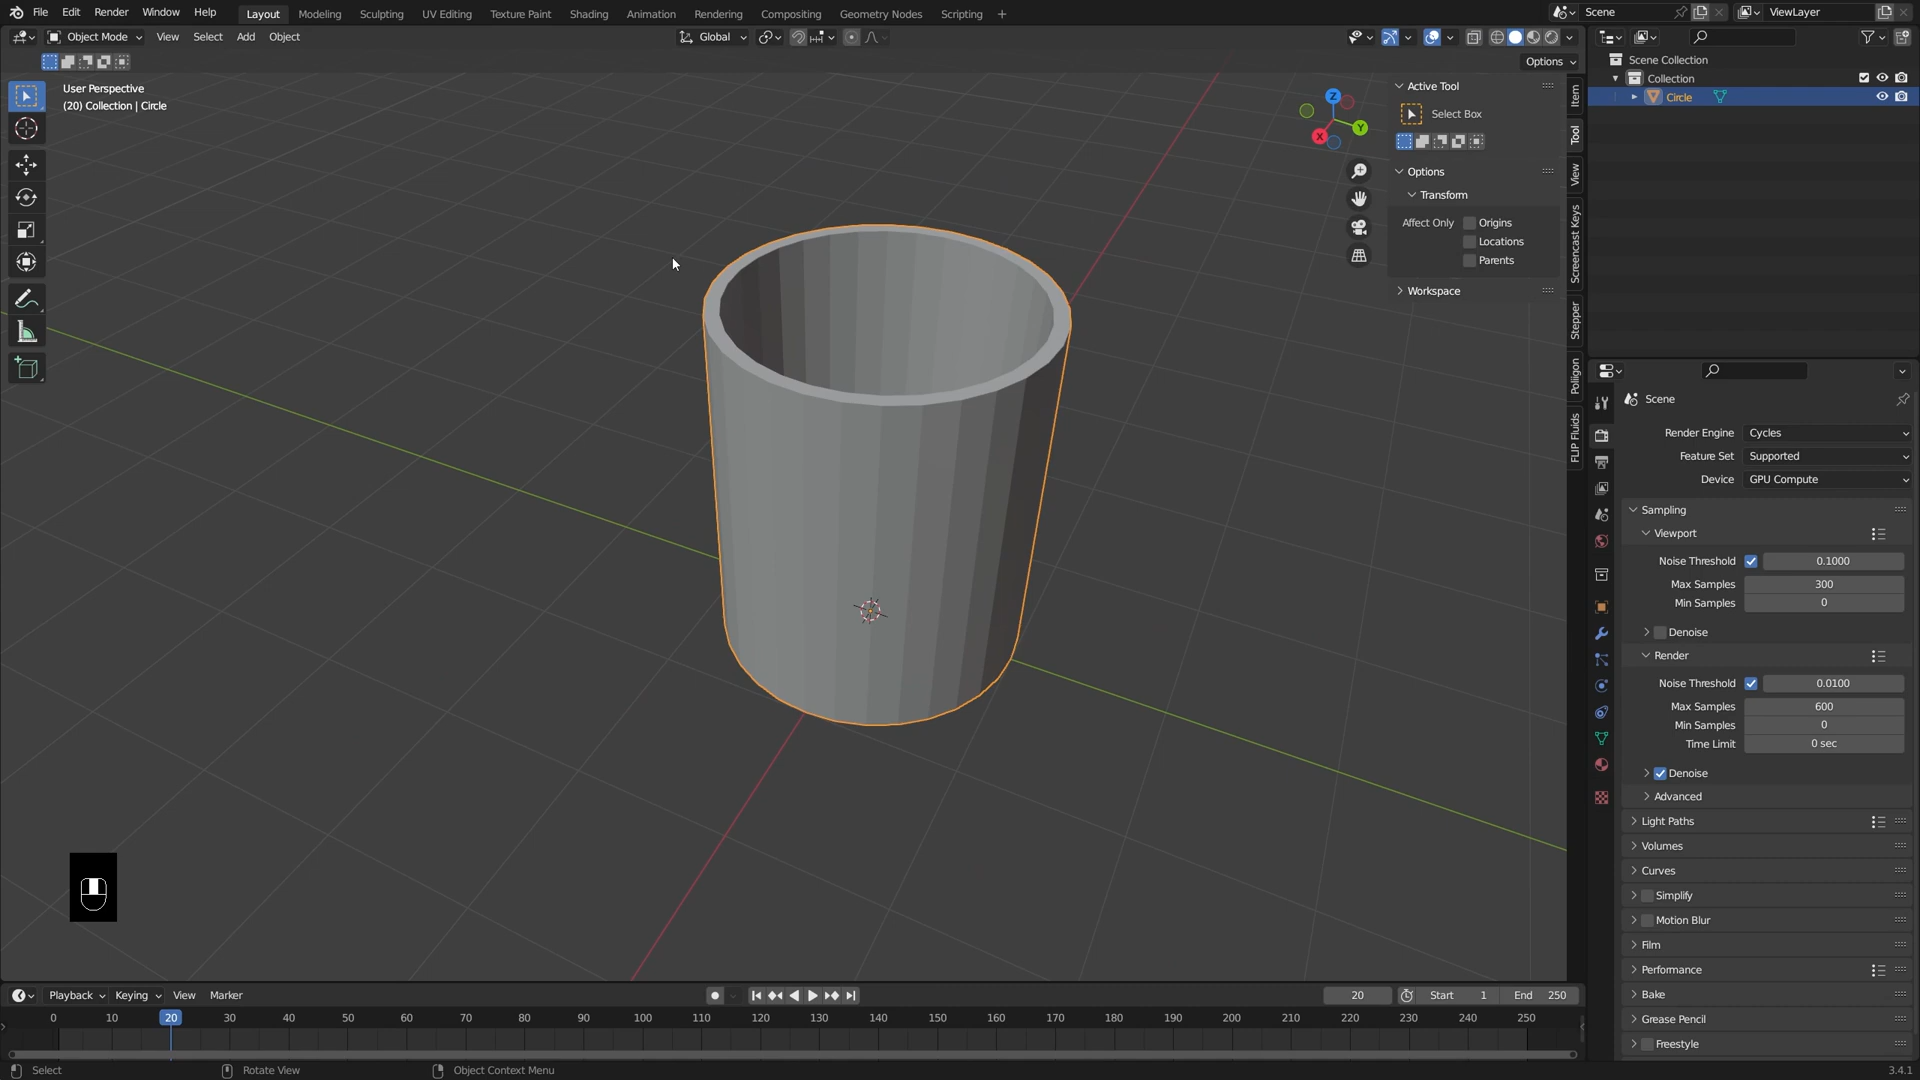 File Edit Render Window Help Layout Modeling Sculpting UV Editing Texture Paint Shading Animation Rendering Compositing Geometry Nodes Scripting + Scene ViewLayer
Object Mode View Select Add Object Global
Options
User Perspective
(20) Collection | Circle
Z
Y
X
Active Tool
Select Box
Options
Transform
Affect Only Origins
Locations
Parents
Workspace
Item
Tool
View
Screencast Keys
Stepper
Poliigon
FLIP Fluids
Scene Collection
Collection
Circle
Scene
Render Engine Cycles
Feature Set Supported
Device GPU Compute
Sampling
Viewport
Noise Threshold 0.1000
Max Samples 300
Min Samples 0
Denoise
Render
Noise Threshold 0.0100
Max Samples 600
Min Samples 0
Time Limit 0 sec
Denoise
Advanced
Light Paths
Volumes
Curves
Simplify
Motion Blur
Film
Performance
Bake
Grease Pencil
Freestyle
Playback Keying View Marker 20 Start 1 End 250
0 10 20 30 40 50 60 70 80 90 100 110 120 130 140 150 160 170 180 190 200 210 220 230 240 250
Select Rotate View Object Context Menu 3.4.1